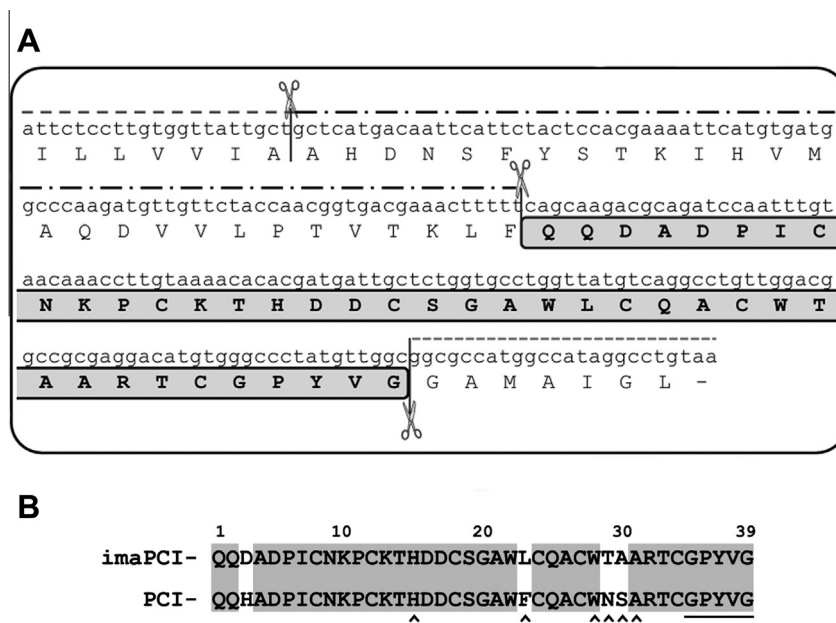 A
attctccttgtggttattgctgctcatgacaattcattctactccacgaaaattcatgtgatg
I L L V V I A A H D N S F Y S T K I H V M
gcccaagatgttgttctaccaacggtgacgaaactttttcagcaagacgcagatccaatttgt
A Q D V V L P T V T K L F Q Q D A D P I C
aacaaaccttgtaaaacacacgatgattgctctggtgcctggttatgtcaggcctgttggacg
N K P C K T H D D C S G A W L C Q A C W T
gccgcgaggacatgtgggccctatgttggcggcgccatggccataggcctgtaa
A A R T C G P Y V G G A M A I G L -
B
1 10 20 30 39
imaPCI- QQDADPICNKPCKTHDDCSGAWLCQACWTAARTCGPYVG
PCI- QQHADPICNKPCKTHDDCSGAWFCQACWNSARTCGPYVG
^ ^ ^ ^ ^ ^